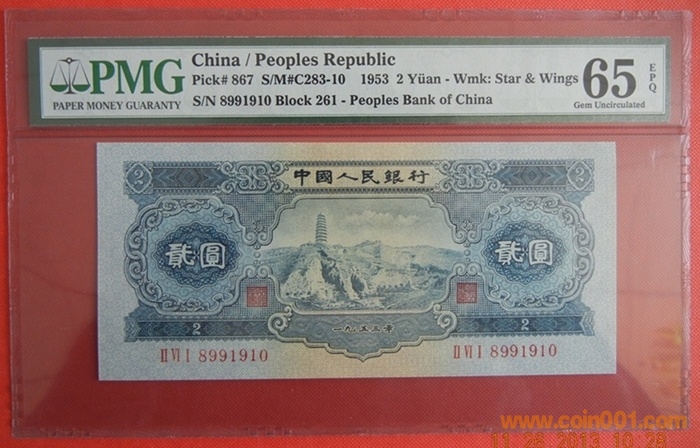 PMG
PAPER MONEY GUARANTY
China / Peoples Republic
Pick# 867 S/M#C283-10 1953 2 Yüan - Wmk: Star & Wings
S/N 8991910 Block 261 - Peoples Bank of China
65
Gem Uncirculated
EPQ
2 中國人民銀行 2
貳圓 貳圓
一九五三年
2 2
II VI I 8991910 II VI I 8991910
www.coin001.com